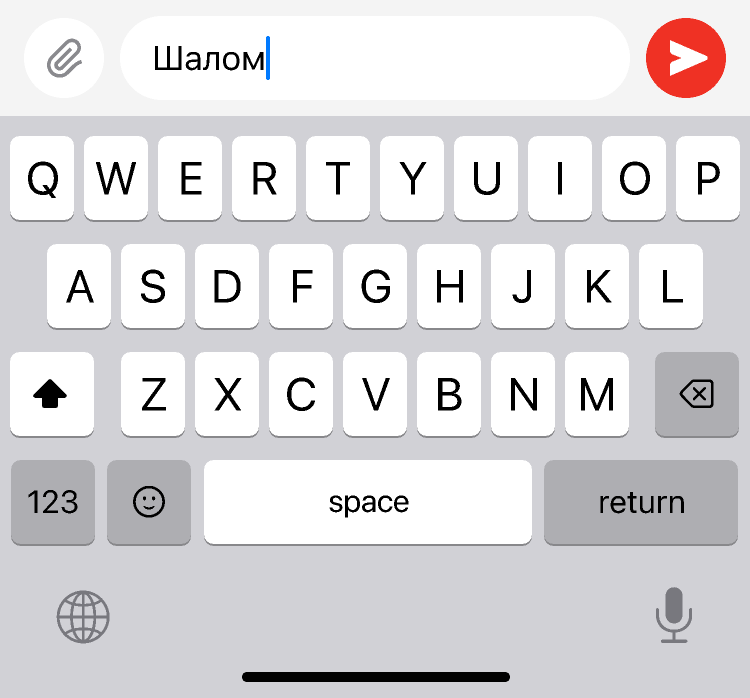 Шалом
Q W E R T Y U I O P
A S D F G H J K L
Z X C V B N M
123 space return